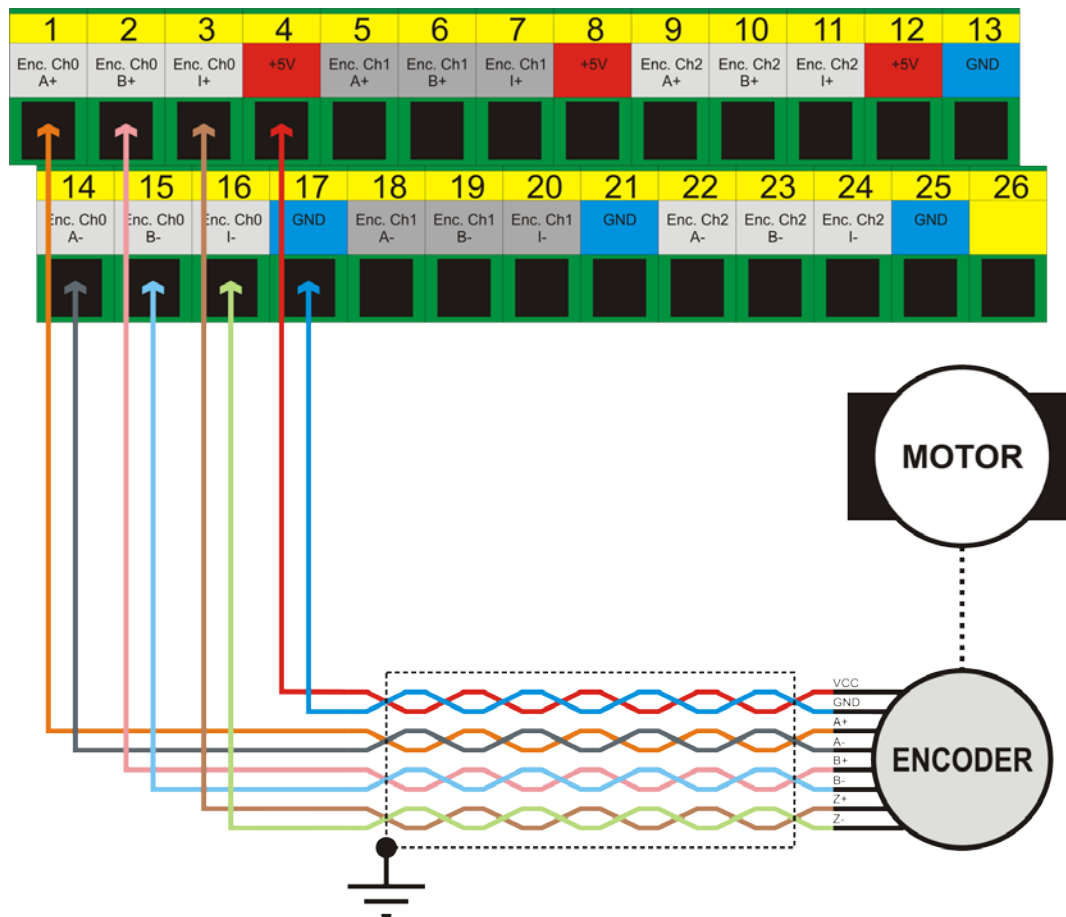 1 2 3 4 5 6 7 8 9 10 11 12 13
Enc. Ch0 Enc. Ch0 Enc. Ch0 +5V Enc. Ch1 Enc. Ch1 Enc. Ch1 +5V Enc. Ch2 Enc. Ch2 Enc. Ch2 +5V GND
A+ B+ I+ A+ B+ I+ A+ B+ I+
14 15 16 17 18 19 20 21 22 23 24 25 26
Enc. Ch0 Enc. Ch0 Enc. Ch0 GND Enc. Ch1 Enc. Ch1 Enc. Ch1 GND Enc. Ch2 Enc. Ch2 Enc. Ch2 GND
A- B- I- A- B- I- A- B- I-
MOTOR
VCC
GND
A+
A-
B+
B-
Z+
Z-
ENCODER